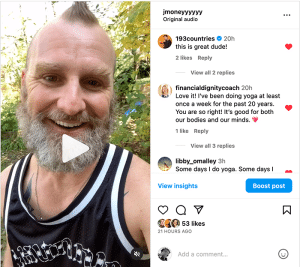 jmoneyyyyyy
Original audio
193countries 20h
this is great dude!
2 likes Reply
View all 2 replies
financialdignitycoach 20h
Love it! I've been doing yoga at least
once a week for the past 20 years.
You are so right! It's good for both
our bodies and our minds. 💗
1 like Reply
View all 3 replies
libby_omalley 3h
Some days I do yoga. Some days I
View insights
Boost post
53 likes
21 HOURS AGO
Add a comment...